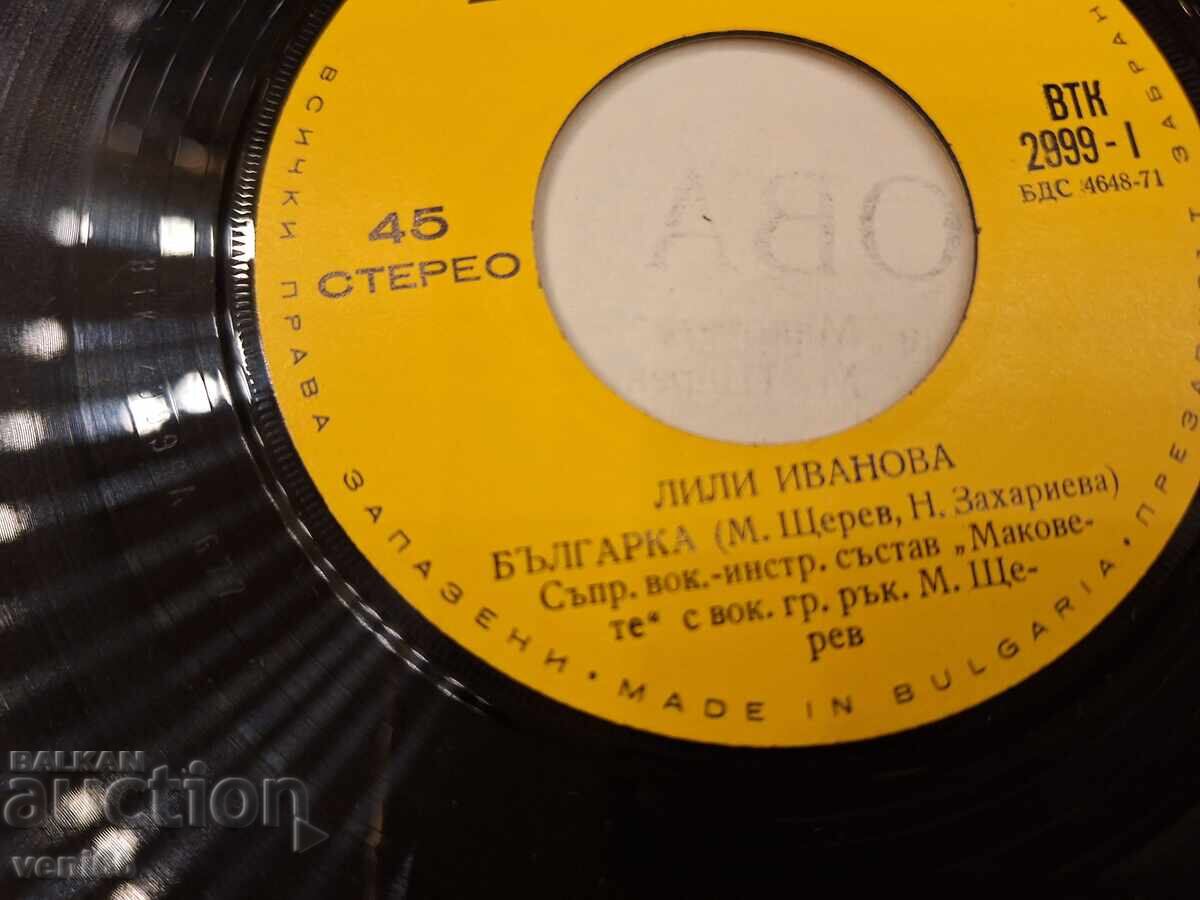 ВСИЧКИ ПРАВА ЗАПАЗЕНИ · MADE IN BULGARIA ·
ВТК
2999-I
БДС 4648-71
45
СТЕРЕО
ОВА
ЛИЛИ ИВАНОВА
БЪЛГАРКА (М. Щерев, Н. Захариева)
Съпр. вок.-инстр. състав „Макове-
те“ с вок. гр. рък. М. Ще-
рев
BALKAN
auction